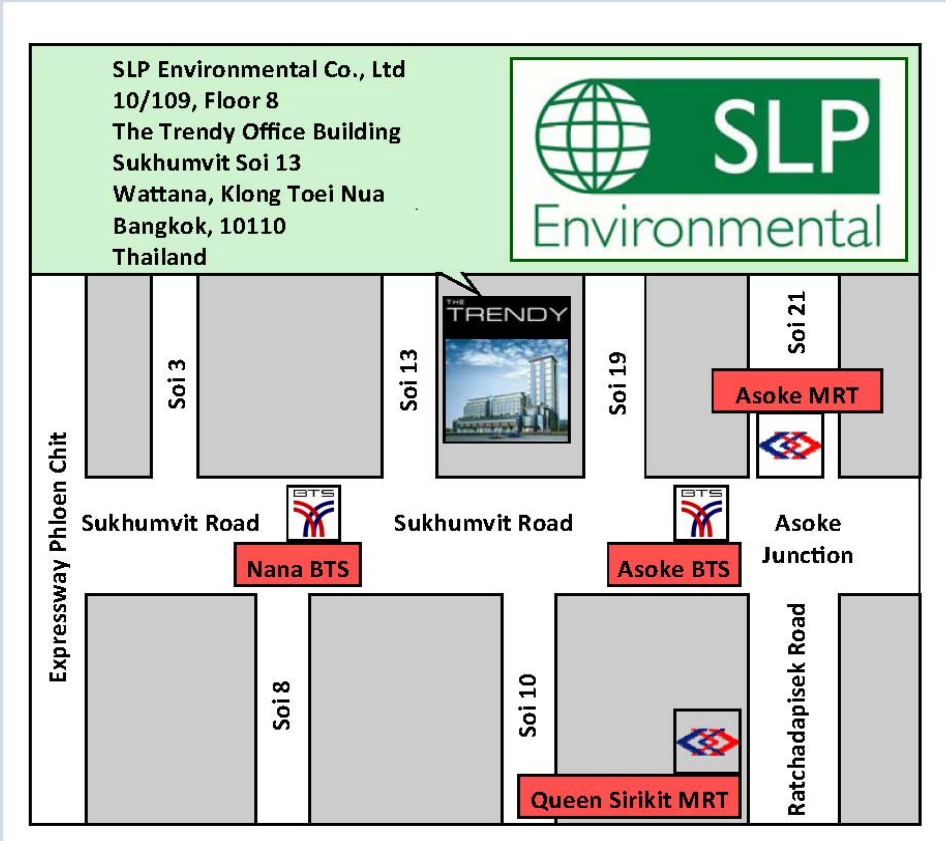 SLP Environmental Co., Ltd
10/109, Floor 8
The Trendy Office Building
Sukhumvit Soi 13
Wattana, Klong Toei Nua
Bangkok, 10110
Thailand
SLP
Environmental
THE
TRENDY
Soi 3
Soi 13
Soi 19
Soi 21
Asoke MRT
Expressway Phloen Chit
Sukhumvit Road
BTS
Nana BTS
Sukhumvit Road
BTS
Asoke BTS
Asoke
Junction
Soi 8
Soi 10
Queen Sirikit MRT
Ratchadapisek Road